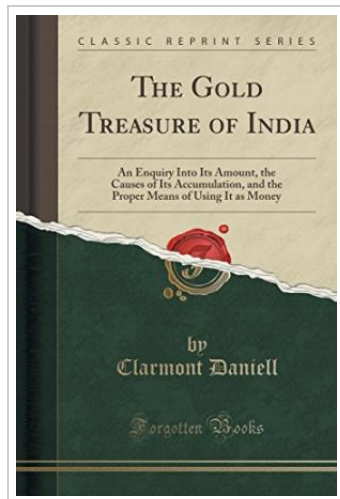 CLASSIC REPRINT SERIES
THE GOLD
TREASURE OF INDIA
An Enquiry Into Its Amount, the
Causes of Its Accumulation, and the
Proper Means of Using It as Money
by
Clarmont Daniell
Forgotten Books